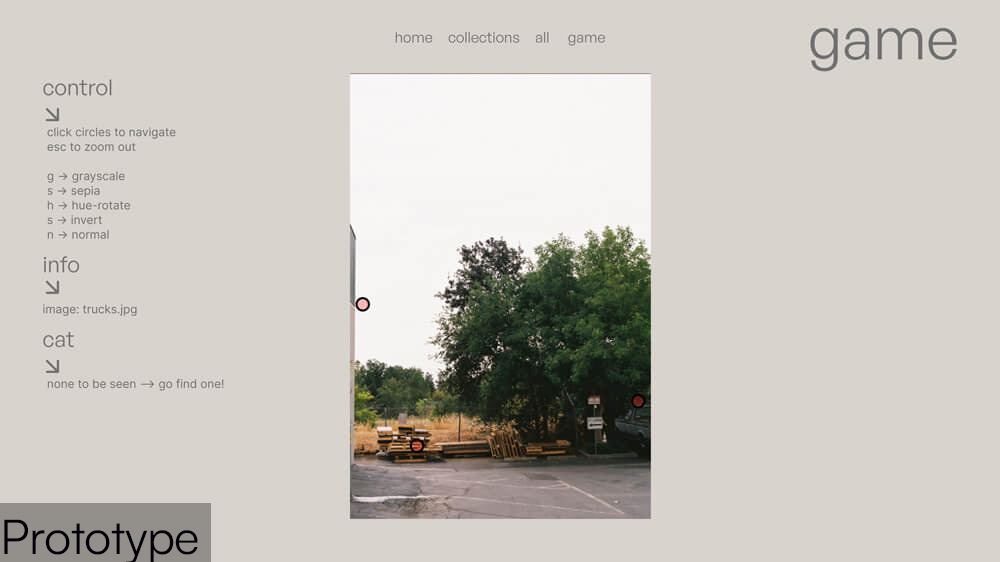 home collections all game
game
control
click circles to navigate
esc to zoom out
g → grayscale
s → sepia
h → hue-rotate
s → invert
n → normal
info
image: trucks.jpg
cat
none to be seen → go find one!
Prototype